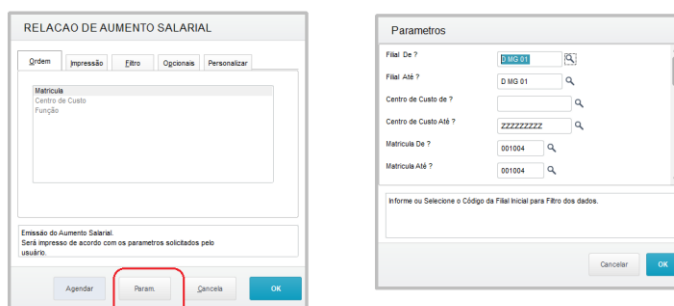 RELACAO DE AUMENTO SALARIAL
Ordem Impressão Filtro Opcionais Personalizar
Matricula
Centro de Custo
Função
Emissão do Aumento Salarial.
Será impresso de acordo com os parametros solicitados pelo
usuário.
Agendar Param. Cancela OK
Parametros
Filial De ? D MG 01
Filial Até ? D MG 01
Centro de Custo de ?
Centro de Custo Até ? ZZZZZZZZZ
Matricula De ? 001004
Matricula Até ? 001004
Informe ou Selecione o Código da Filial Inicial para Filtro dos dados.
Cancelar OK